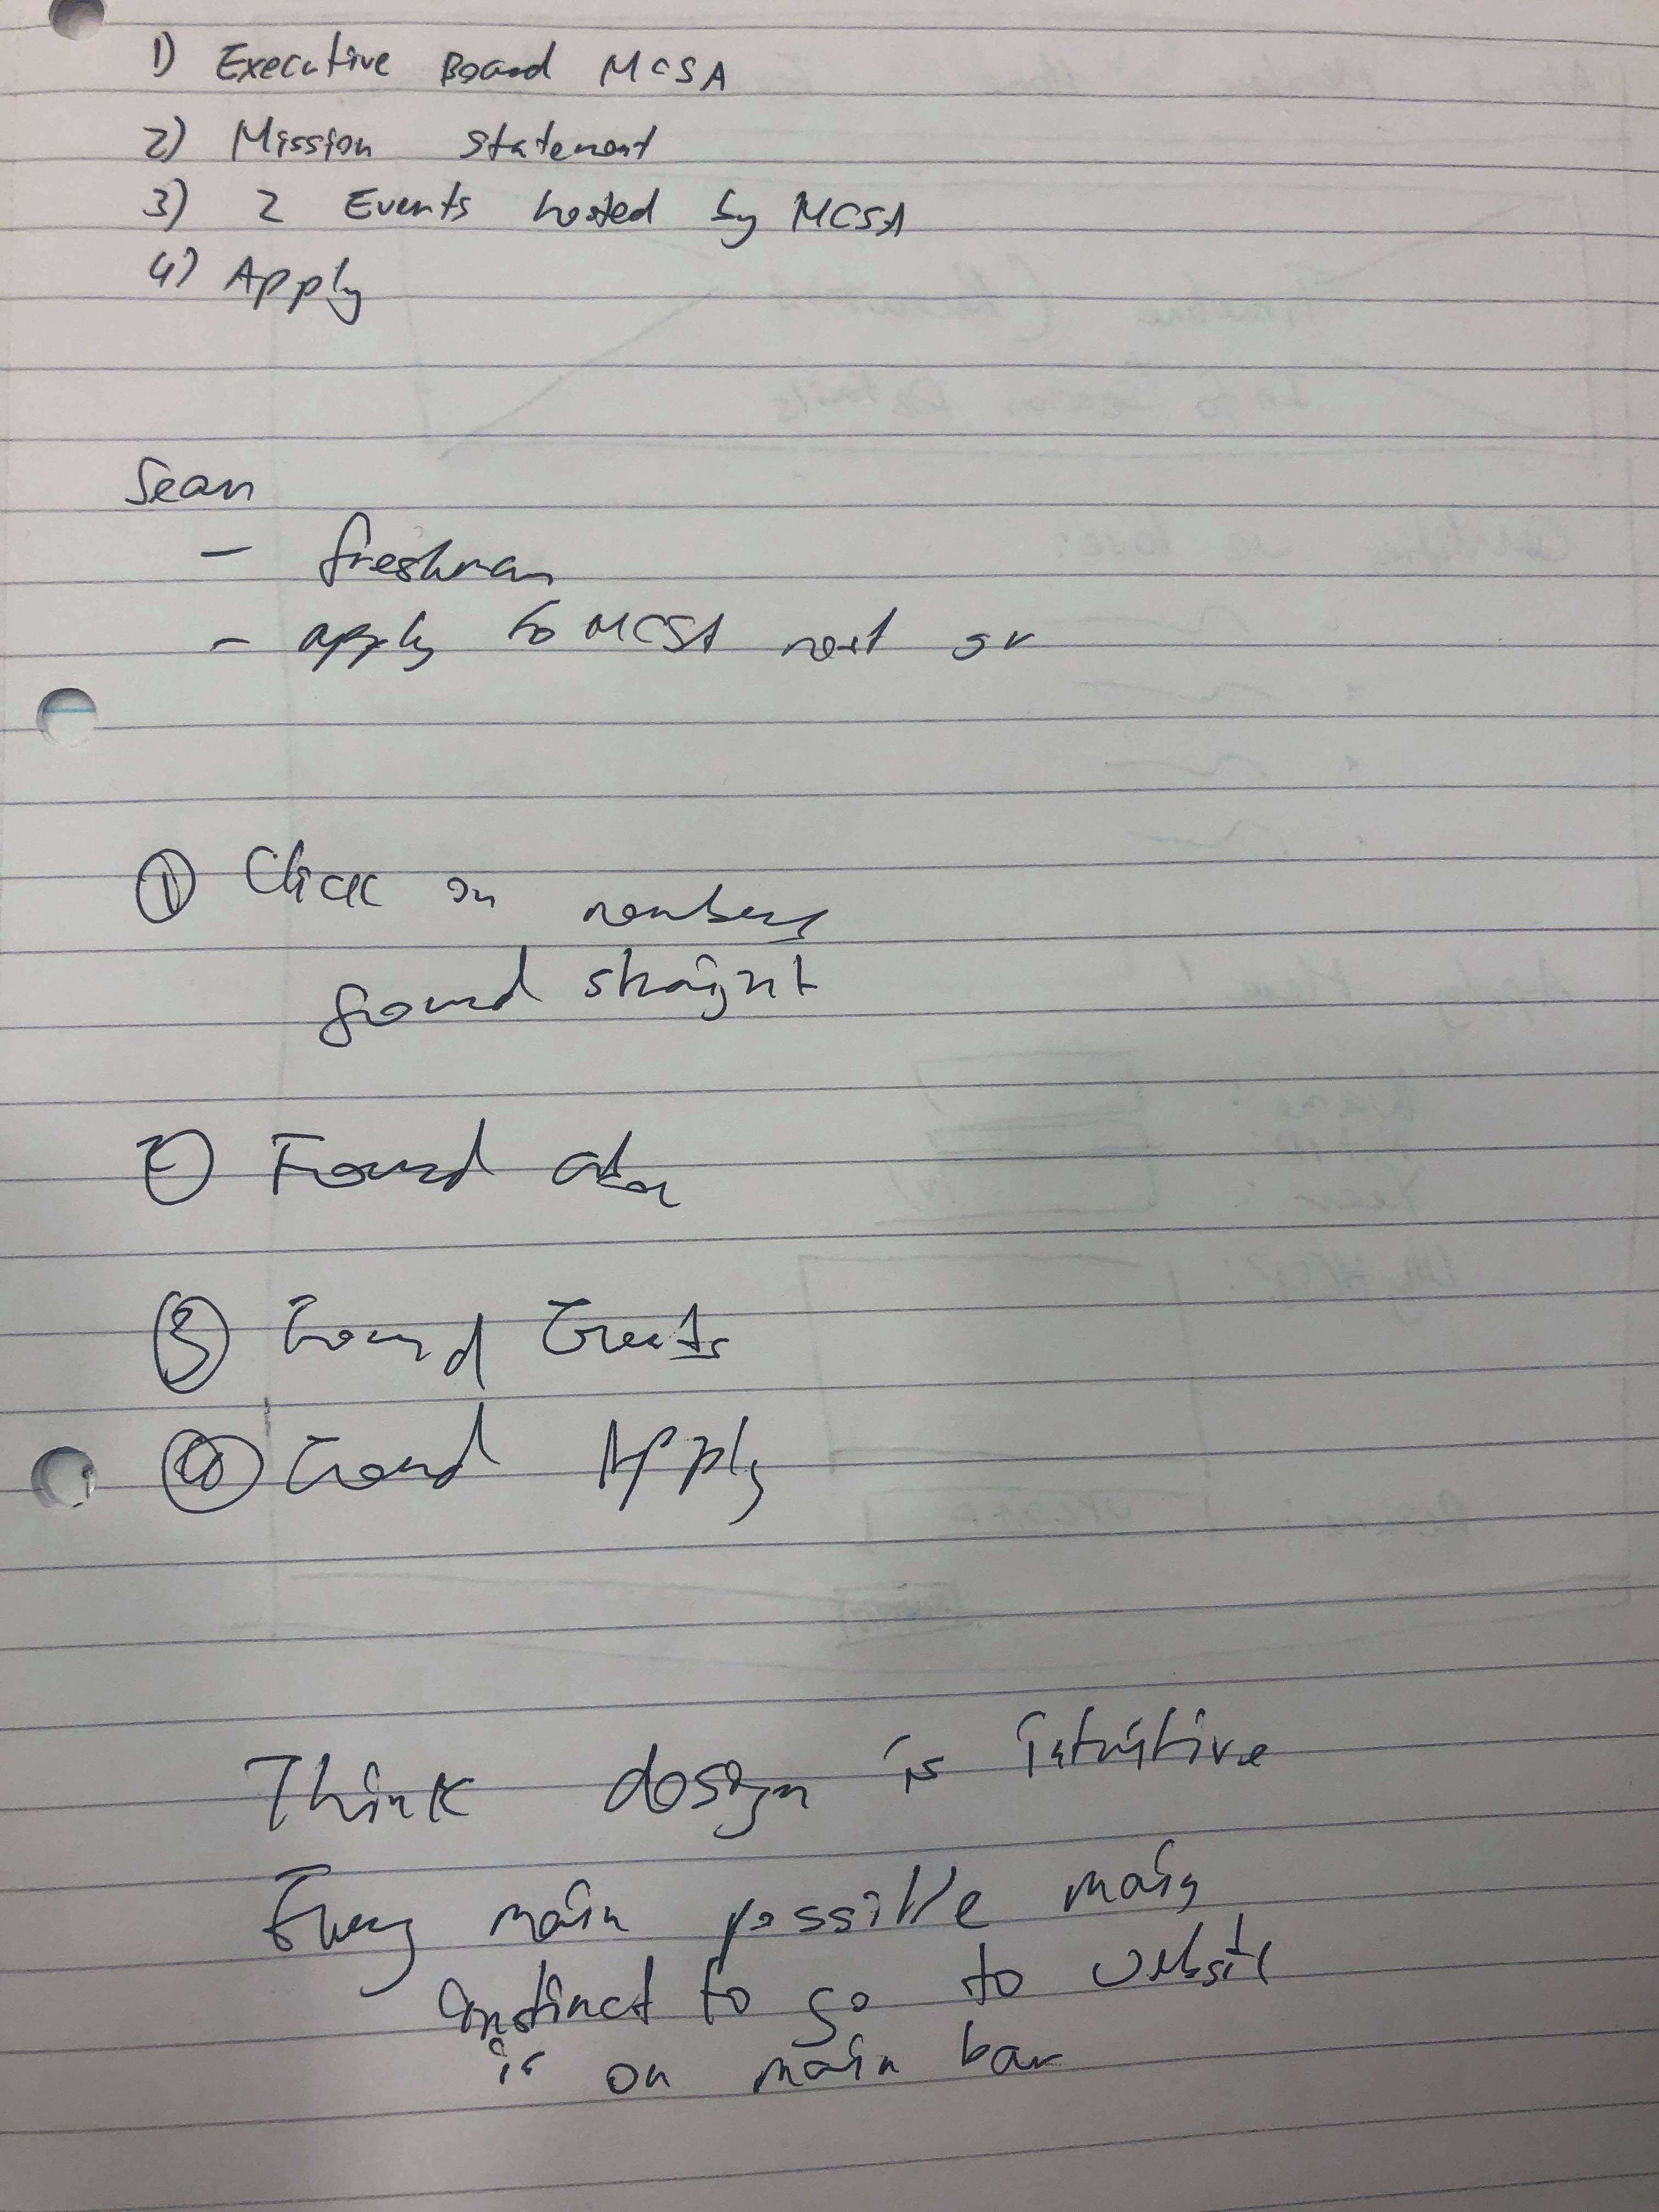 1) Executive Board MCSA
2) Mission Statement
3) 2 Events hosted by MCSA
4) Apply
Sean
- freshman
- apply to MCSA next
① Click on members
found straight
② Found
③ Found Events
④ Found Apply
Think design is intuitive
Every main possible main
instinct to go to website
is on main bar